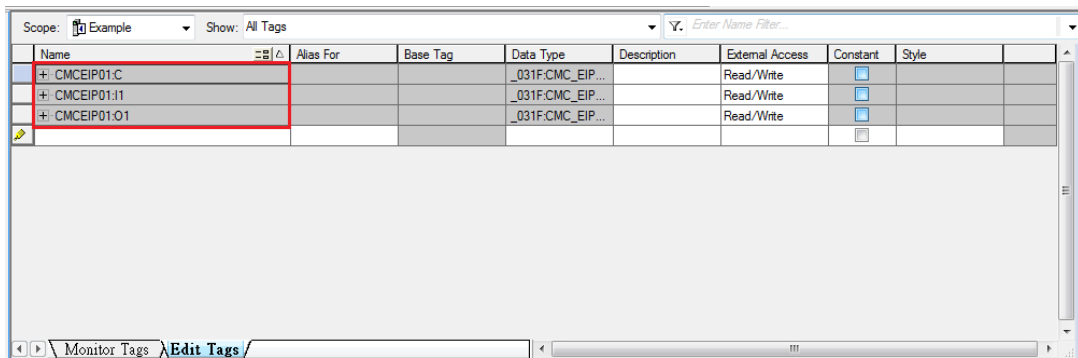 Scope: Example Show: All Tags Enter Name Filter...
Name Alias For Base Tag Data Type Description External Access Constant Style
CMCEIP01:C _031F:CMC_EIP... Read/Write
CMCEIP01:I1 _031F:CMC_EIP... Read/Write
CMCEIP01:O1 _031F:CMC_EIP... Read/Write
Monitor Tags Edit Tags